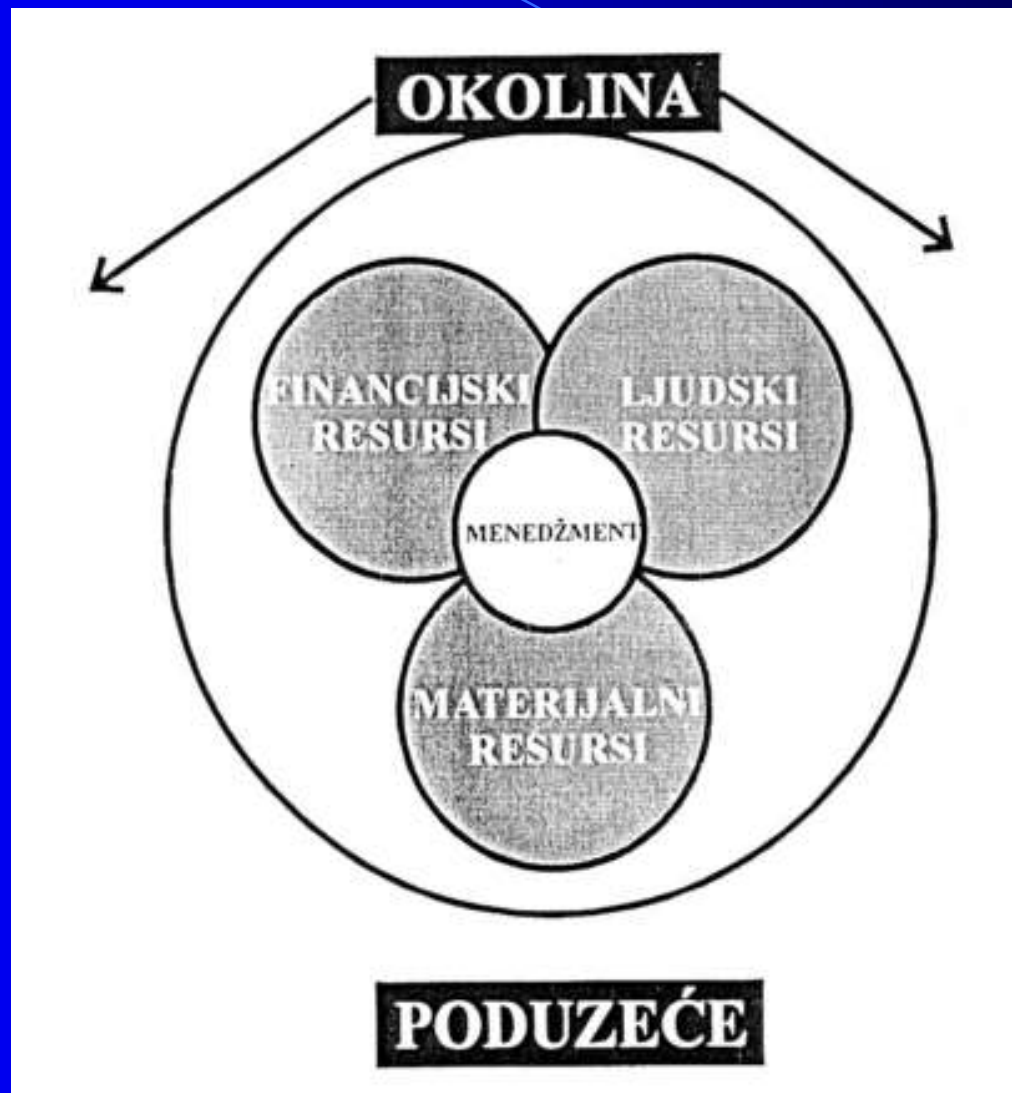 OKOLINA
FINANCIJSKI
RESURSI
LJUDSKI
RESURSI
MENEDŽMENT
MATERIJALNI
RESURSI
PODUZEĆE